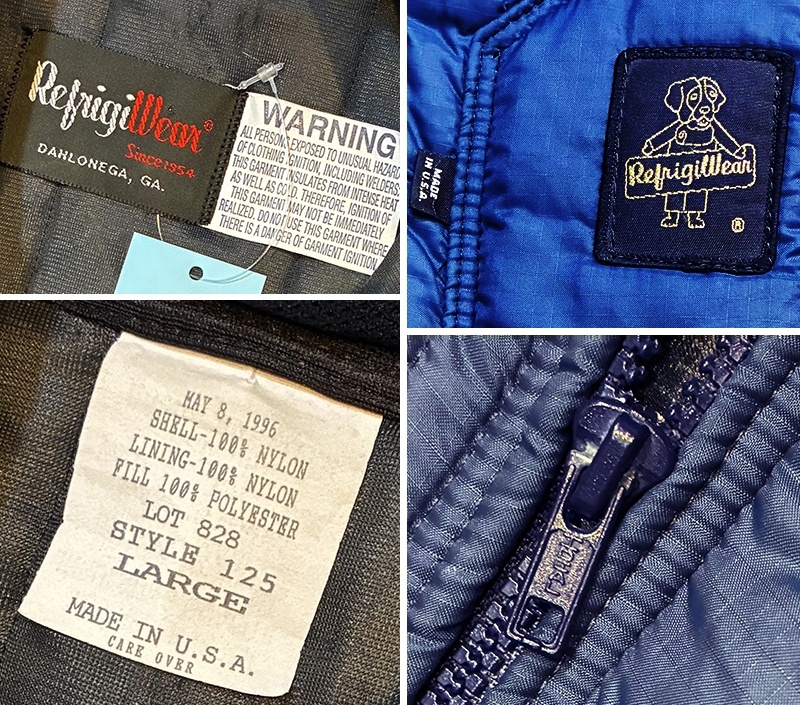 RefrigiWear®
Since 1954
DAHLONEGA, GA.
WARNING
ALL PERSONS EXPOSED TO UNUSUAL HAZARD
OF CLOTHING IGNITION, INCLUDING WELDERS:
THIS GARMENT INSULATES FROM INTENSE HEAT
AS WELL AS COLD. THEREFORE, IGNITION OF
THIS GARMENT MAY NOT BE IMMEDIATELY
REALIZED. DO NOT USE THIS GARMENT WHERE
THERE IS A DANGER OF GARMENT IGNITION.
MADE
IN U.S.A.
RefrigiWear
®
MAY 8, 1996
SHELL-100% NYLON
LINING-100% NYLON
FILL 100% POLYESTER
LOT 828
STYLE 125
LARGE
MADE IN U.S.A.
CARE OVER